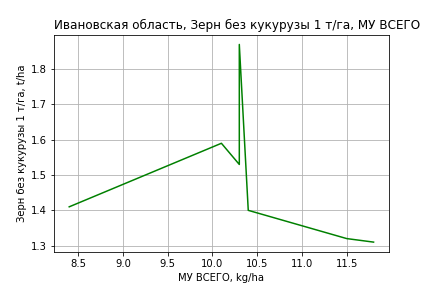 Ивановская область, Зерн без кукурузы 1 т/га, МУ ВСЕГО
Зерн без кукурузы 1 т/га, t/ha
1.8
1.7
1.6
1.5
1.4
1.3
8.5 9.0 9.5 10.0 10.5 11.0 11.5
МУ ВСЕГО, kg/ha